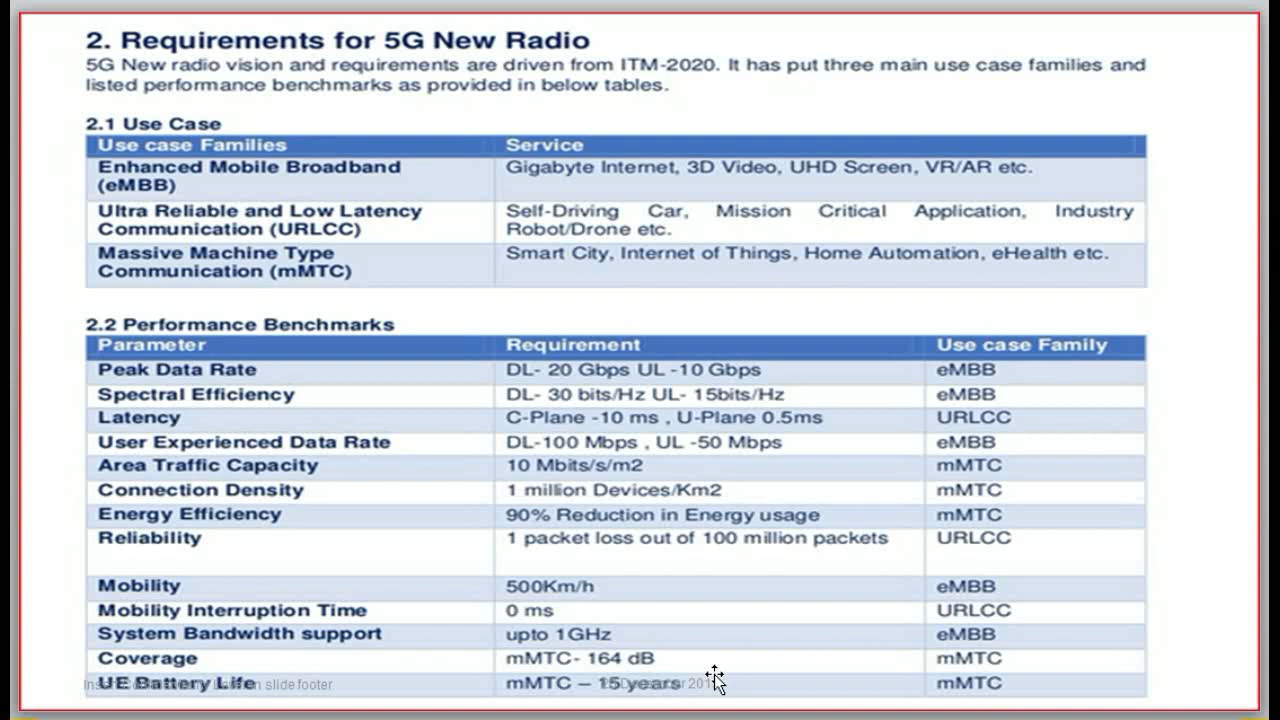 2. Requirements for 5G New Radio
5G New radio vision and requirements are driven from ITM-2020. It has put three main use case families and
listed performance benchmarks as provided in below tables.
2.1 Use Case
Use case Families Service
Enhanced Mobile Broadband
(eMBB)
Gigabyte Internet, 3D Video, UHD Screen, VR/AR etc.
Ultra Reliable and Low Latency
Communication (URLCC)
Self-Driving Car, Mission Critical Application, Industry
Robot/Drone etc.
Massive Machine Type
Communication (mMTC)
Smart City, Internet of Things, Home Automation, eHealth etc.
2.2 Performance Benchmarks
Parameter Requirement Use case Family
Peak Data Rate DL- 20 Gbps UL -10 Gbps eMBB
Spectral Efficiency DL- 30 bits/Hz UL- 15bits/Hz eMBB
Latency C-Plane -10 ms , U-Plane 0.5ms URLCC
User Experienced Data Rate DL-100 Mbps , UL -50 Mbps eMBB
Area Traffic Capacity 10 Mbits/s/m2 mMTC
Connection Density 1 million Devices/Km2 mMTC
Energy Efficiency 90% Reduction in Energy usage mMTC
Reliability 1 packet loss out of 100 million packets URLCC
Mobility 500Km/h eMBB
Mobility Interruption Time 0 ms URLCC
System Bandwidth support upto 1GHz eMBB
Coverage mMTC- 164 dB mMTC
UE Battery Life mMTC – 15 years mMTC
in slide footer